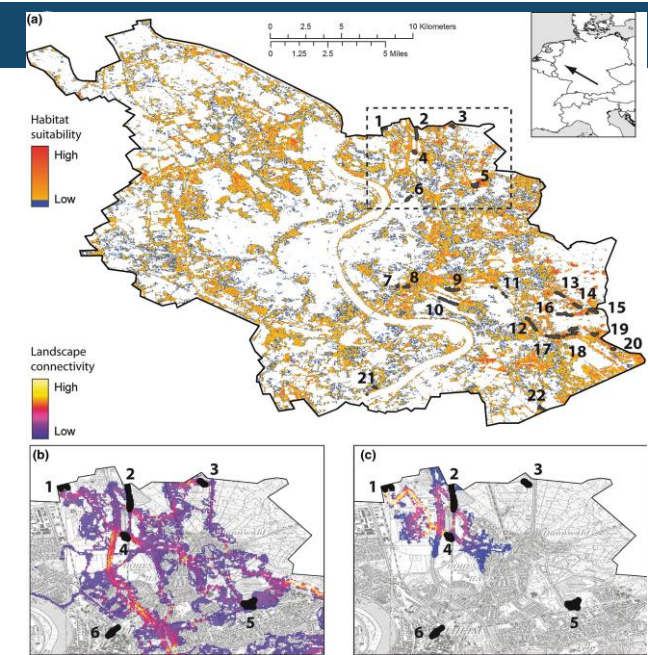 (a)
0 2.5 5 10 Kilometers
0 1.25 2.5 5 Miles
Habitat
suitability
High
Low
1 2 3
4
5
6
7 8 9 11 13
10 14
16 15
12 19
17 18 20
21 22
Landscape
connectivity
High
Low
(b)
1 2 3
4
5
6
(c)
1 2 3
4
5
6